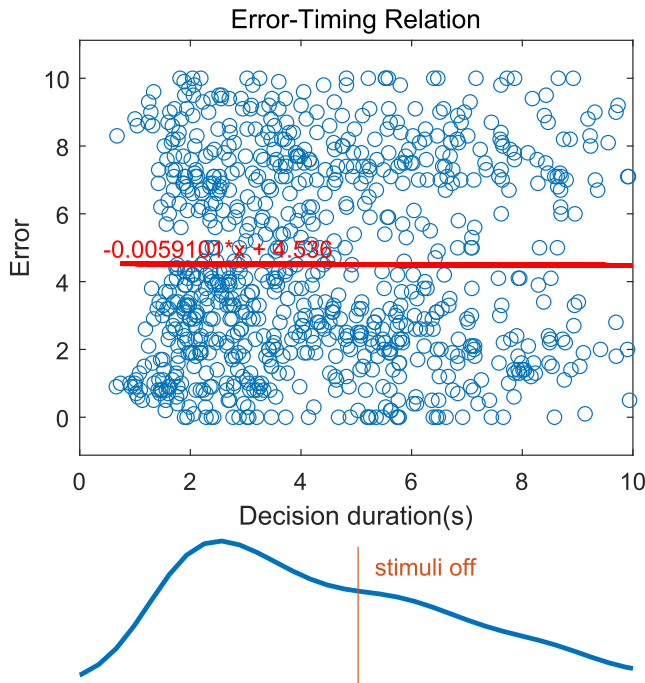 Error-Timing Relation
10
8
6
4
2
0
Error
-0.0059101*x + 4.536
0 2 4 6 8 10
Decision duration(s)
stimuli off